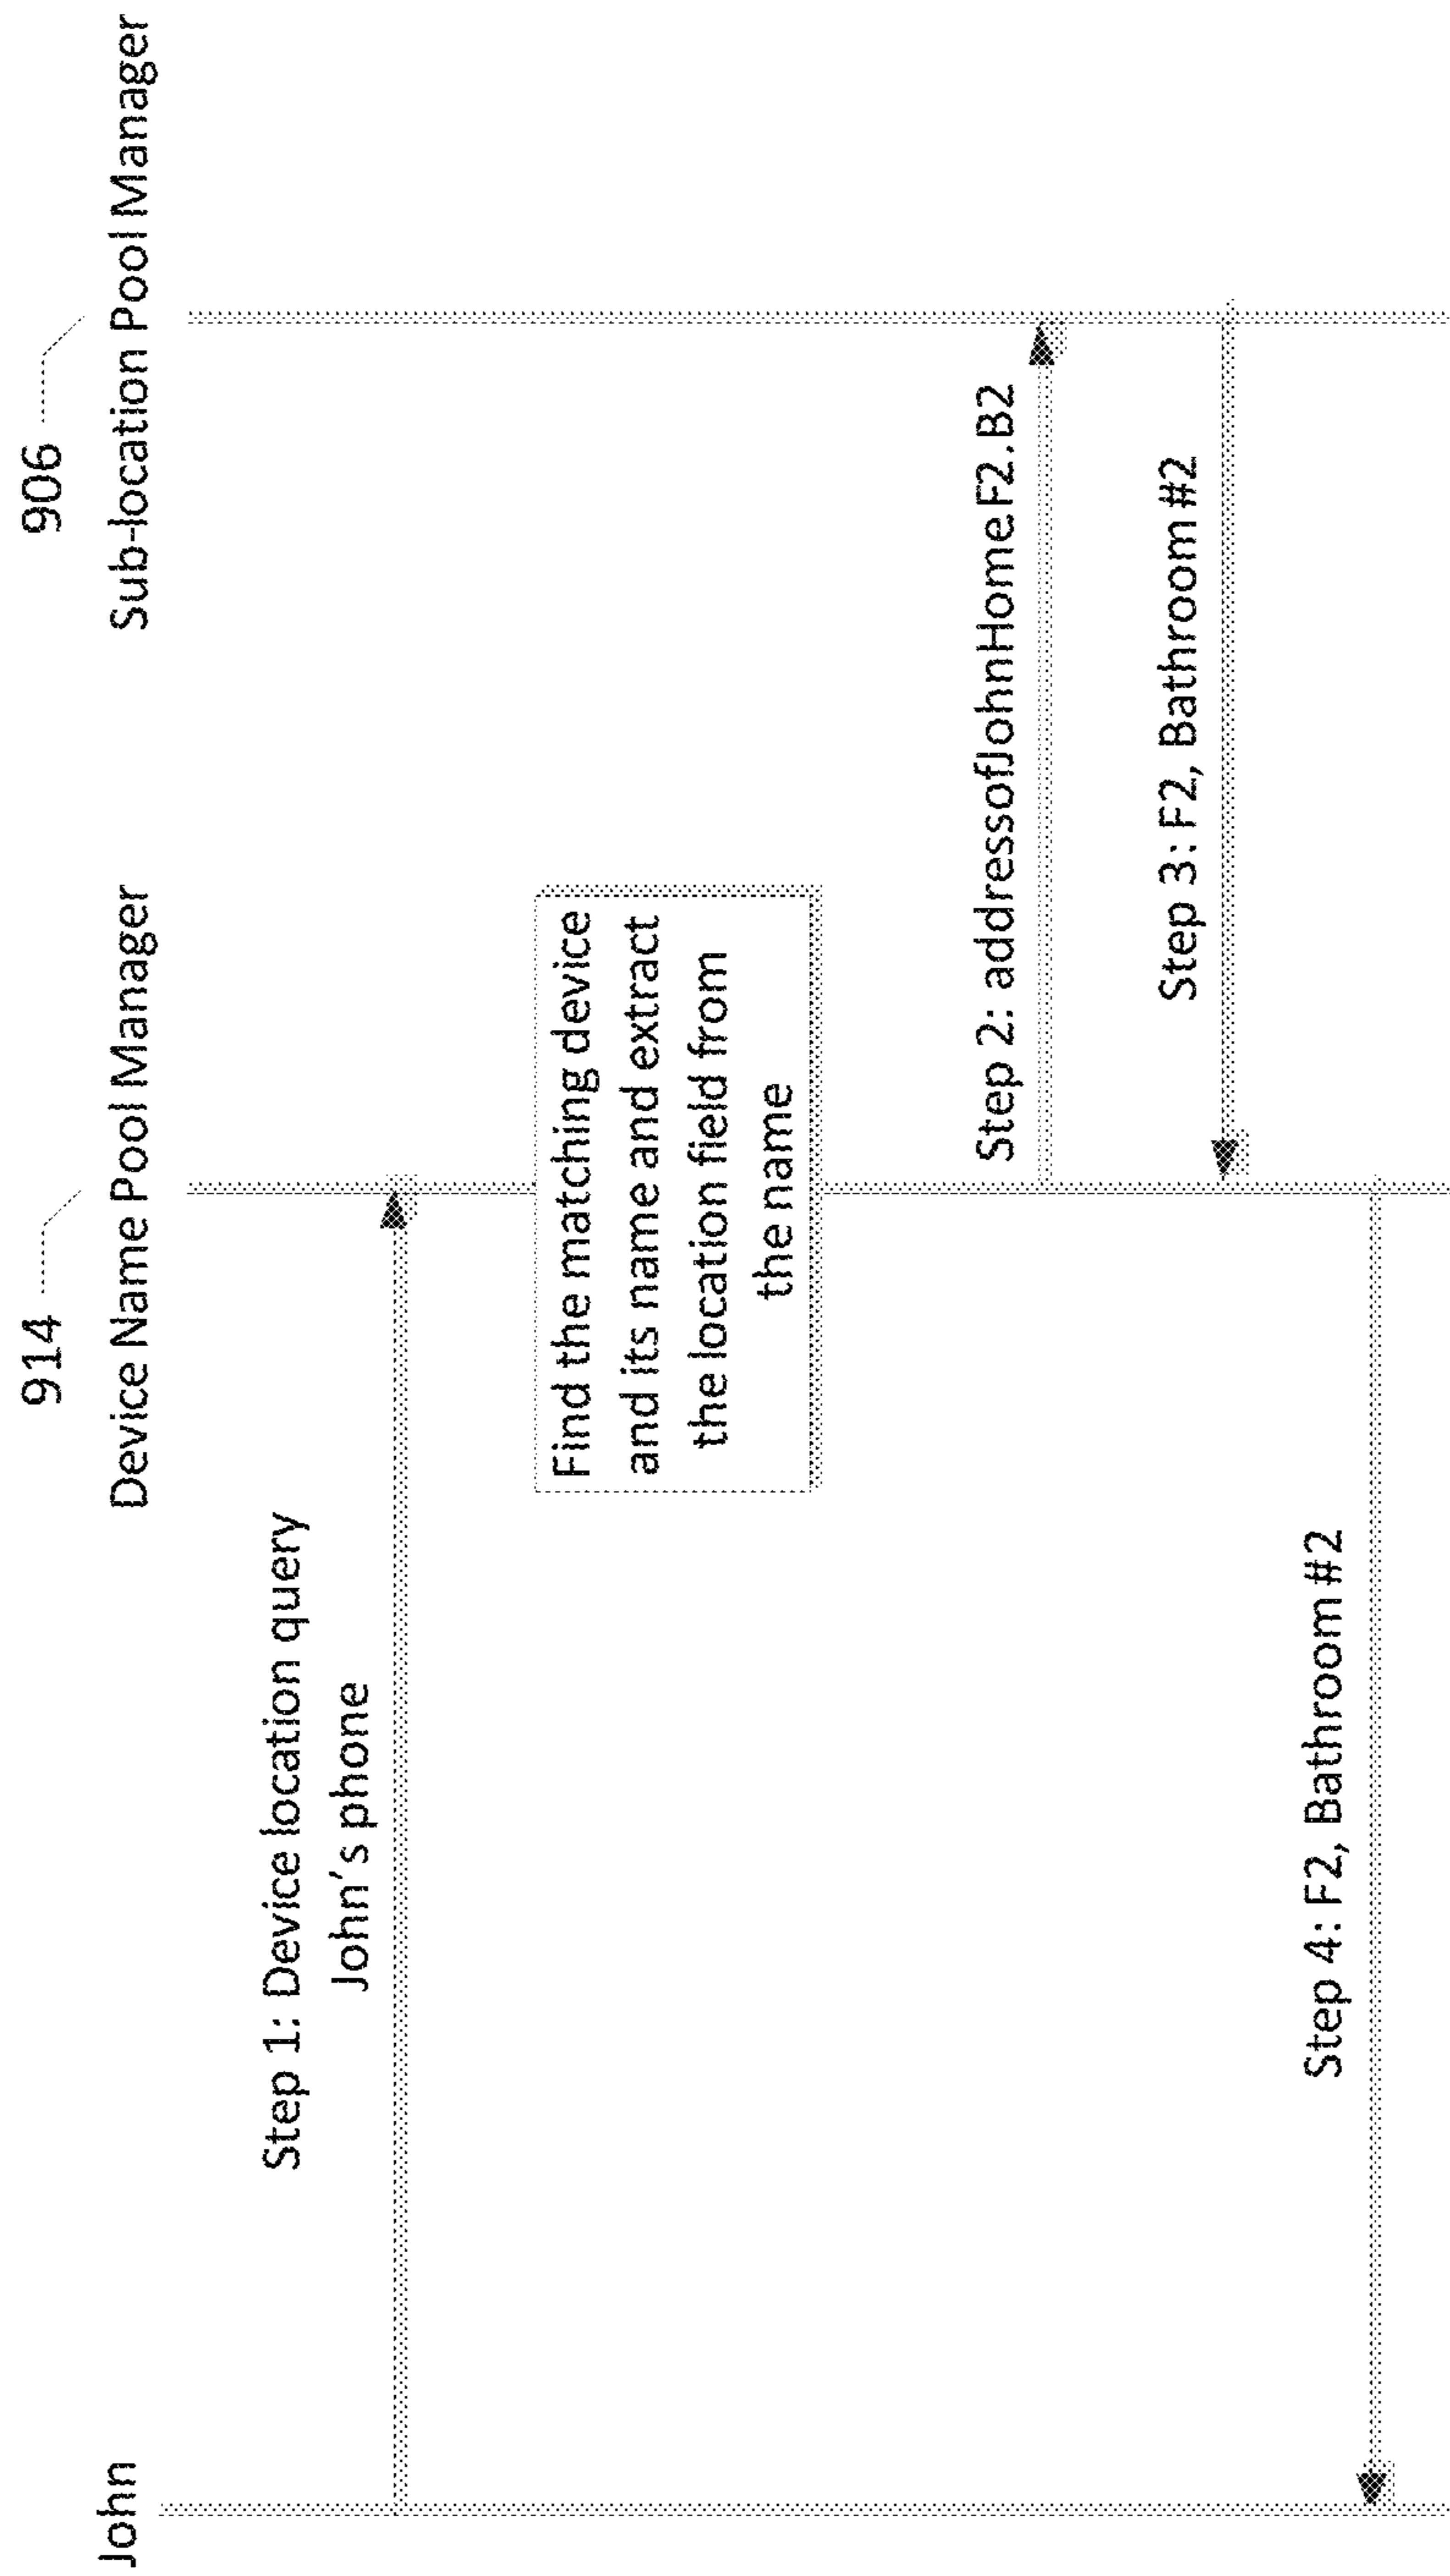 914
906
John
Device Name Pool Manager
Sub-location Pool Manager
Step 1: Device location query
John's phone
Find the matching device
and its name and extract
the location field from
the name
Step 2: addressofJohnHome.F2.B2
Step 3: F2, Bathroom #2
Step 4: F2, Bathroom #2